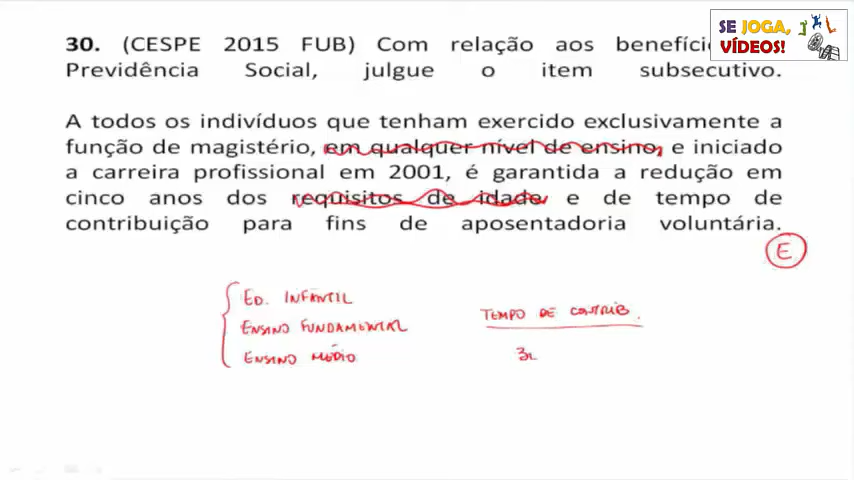 SE JOGA,
VÍDEOS!
30. (CESPE 2015 FUB) Com relação aos
Previdência Social, julgue o item subsecutivo.
A todos os indivíduos que tenham exercido exclusivamente a
função de magistério, em qualquer nível de ensino, e iniciado
a carreira profissional em 2001, é garantida a redução em
cinco anos dos requisitos de idade e de tempo de
contribuição para fins de aposentadoria voluntária.
E
ED. INFANTIL
ENSINO FUNDAMENTAL
ENSINO MÉDIO
TEMPO DE CONTRIB.